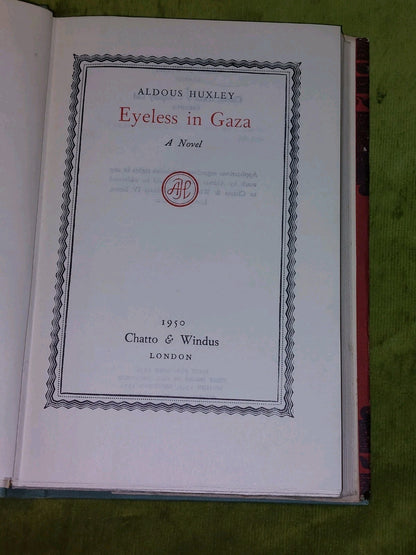 ALDOUS HUXLEY
Eyeless in Gaza
A Novel
AH
1950
Chatto & Windus
LONDON